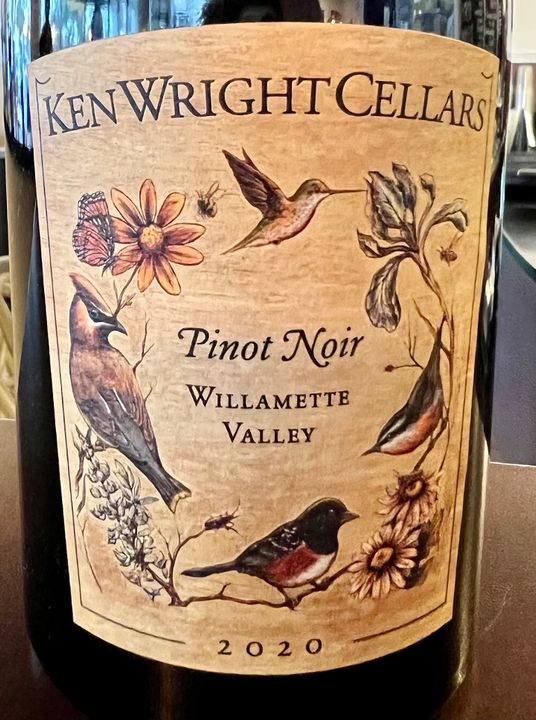 KEN WRIGHT CELLARS
Pinot Noir
WILLAMETTE
VALLEY
2020